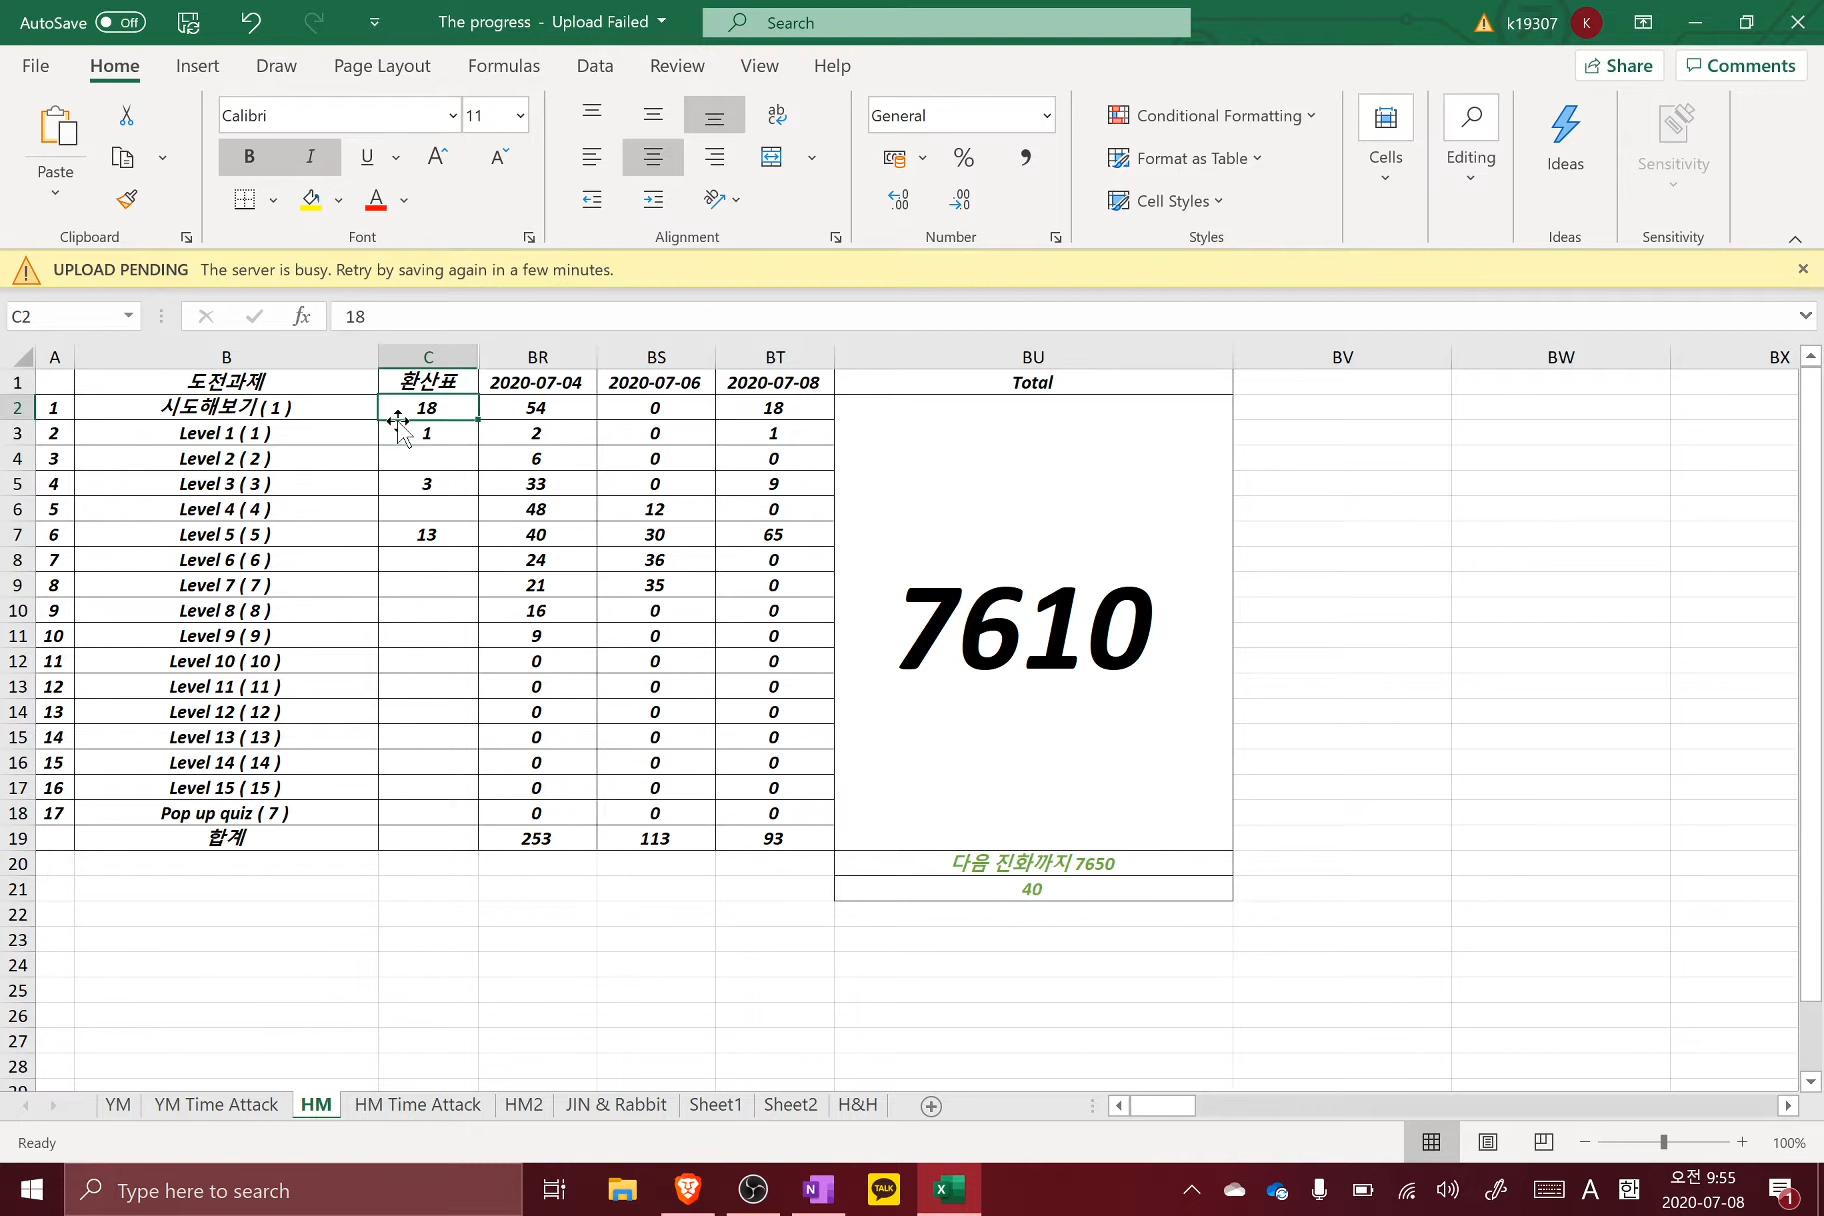 AutoSave Off The progress - Upload Failed Search k19307 K
File Home Insert Draw Page Layout Formulas Data Review View Help Share Comments
Paste Calibri 11 B I U A A A ab General % Conditional Formatting Format as Table Cell Styles Cells Editing Ideas Sensitivity
Clipboard Font Alignment Number Styles Ideas Sensitivity
UPLOAD PENDING The server is busy. Retry by saving again in a few minutes.
C2 fx 18
A B C BR BS BT BU BV BW BX
1 도전과제 환산표 2020-07-04 2020-07-06 2020-07-08 Total
2 1 시도해보기 ( 1 ) 18 54 0 18
3 2 Level 1 ( 1 ) 1 2 0 1
4 3 Level 2 ( 2 ) 6 0 0
5 4 Level 3 ( 3 ) 3 33 0 9
6 5 Level 4 ( 4 ) 48 12 0
7 6 Level 5 ( 5 ) 13 40 30 65
8 7 Level 6 ( 6 ) 24 36 0
9 8 Level 7 ( 7 ) 21 35 0
10 9 Level 8 ( 8 ) 16 0 0
7610
11 10 Level 9 ( 9 ) 9 0 0
12 11 Level 10 ( 10 ) 0 0 0
13 12 Level 11 ( 11 ) 0 0 0
14 13 Level 12 ( 12 ) 0 0 0
15 14 Level 13 ( 13 ) 0 0 0
16 15 Level 14 ( 14 ) 0 0 0
17 16 Level 15 ( 15 ) 0 0 0
18 17 Pop up quiz ( 7 ) 0 0 0
19 합계 253 113 93
20 다음 진화까지 7650
21 40
22
23
24
25
26
27
28
29
YM YM Time Attack HM HM Time Attack HM2 JIN & Rabbit Sheet1 Sheet2 H&H
Ready 100%
Type here to search N TALK X A 한 오전 9:55
2020-07-08 1